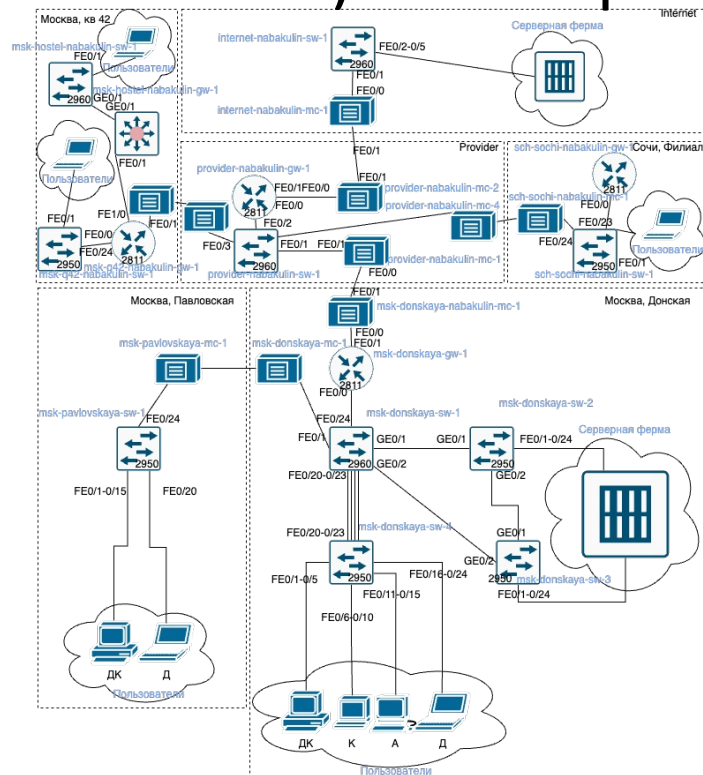 Москва, кв 42
msk-hostel-nabakulin-sw-1
FE0/1
Пользователи
2960
GE0/1
msk-hostel-nabakulin-gw-1
GE0/1
FE0/1
Пользователи
FE0/1
FE0/0
FE1/0
FE0/1
FE0/24
2950
2811
msk-q42-nabakulin-sw-1
msk-q42-nabakulin-gw-1
Internet
internet-nabakulin-sw-1
FE0/2-0/5
2960
FE0/1
FE0/0
internet-nabakulin-mc-1
FE0/1
Серверная ферма
Provider
provider-nabakulin-gw-1
FE0/1
FE0/1
FE0/0
FE0/0
2811
provider-nabakulin-mc-2
provider-nabakulin-mc-4
FE0/2
FE0/3
FE0/1
FE0/1
2960
provider-nabakulin-sw-1
provider-nabakulin-mc-1
FE0/0
Сочи, Филиал
sch-sochi-nabakulin-gw-1
2811
sch-sochi-nabakulin-mc-1
FE0/0
FE0/23
FE0/24
Пользователи
2950
FE0/1
sch-sochi-nabakulin-sw-1
Москва, Павловская
msk-pavlovskaya-mc-1
msk-pavlovskaya-sw-1
FE0/24
2950
FE0/1-0/15
FE0/20
ДК
Д
Пользователи
Москва, Донская
FE0/1
msk-donskaya-nabakulin-mc-1
FE0/0
FE0/1
msk-donskaya-mc-1
msk-donskaya-gw-1
2811
FE0/0
FE0/24
msk-donskaya-sw-1
msk-donskaya-sw-2
FE0/1
GE0/1
GE0/1
FE0/1-0/24
Серверная ферма
2960
GE0/2
2950
FE0/20-0/23
GE0/2
FE0/20-0/23
msk-donskaya-sw-4
GE0/1
GE0/2
2950
2950
msk-donskaya-sw-3
FE0/1-0/5
FE0/16-0/24
FE0/1-0/24
FE0/11-0/15
FE0/6-0/10
ДК
К
А
Д
Пользователи